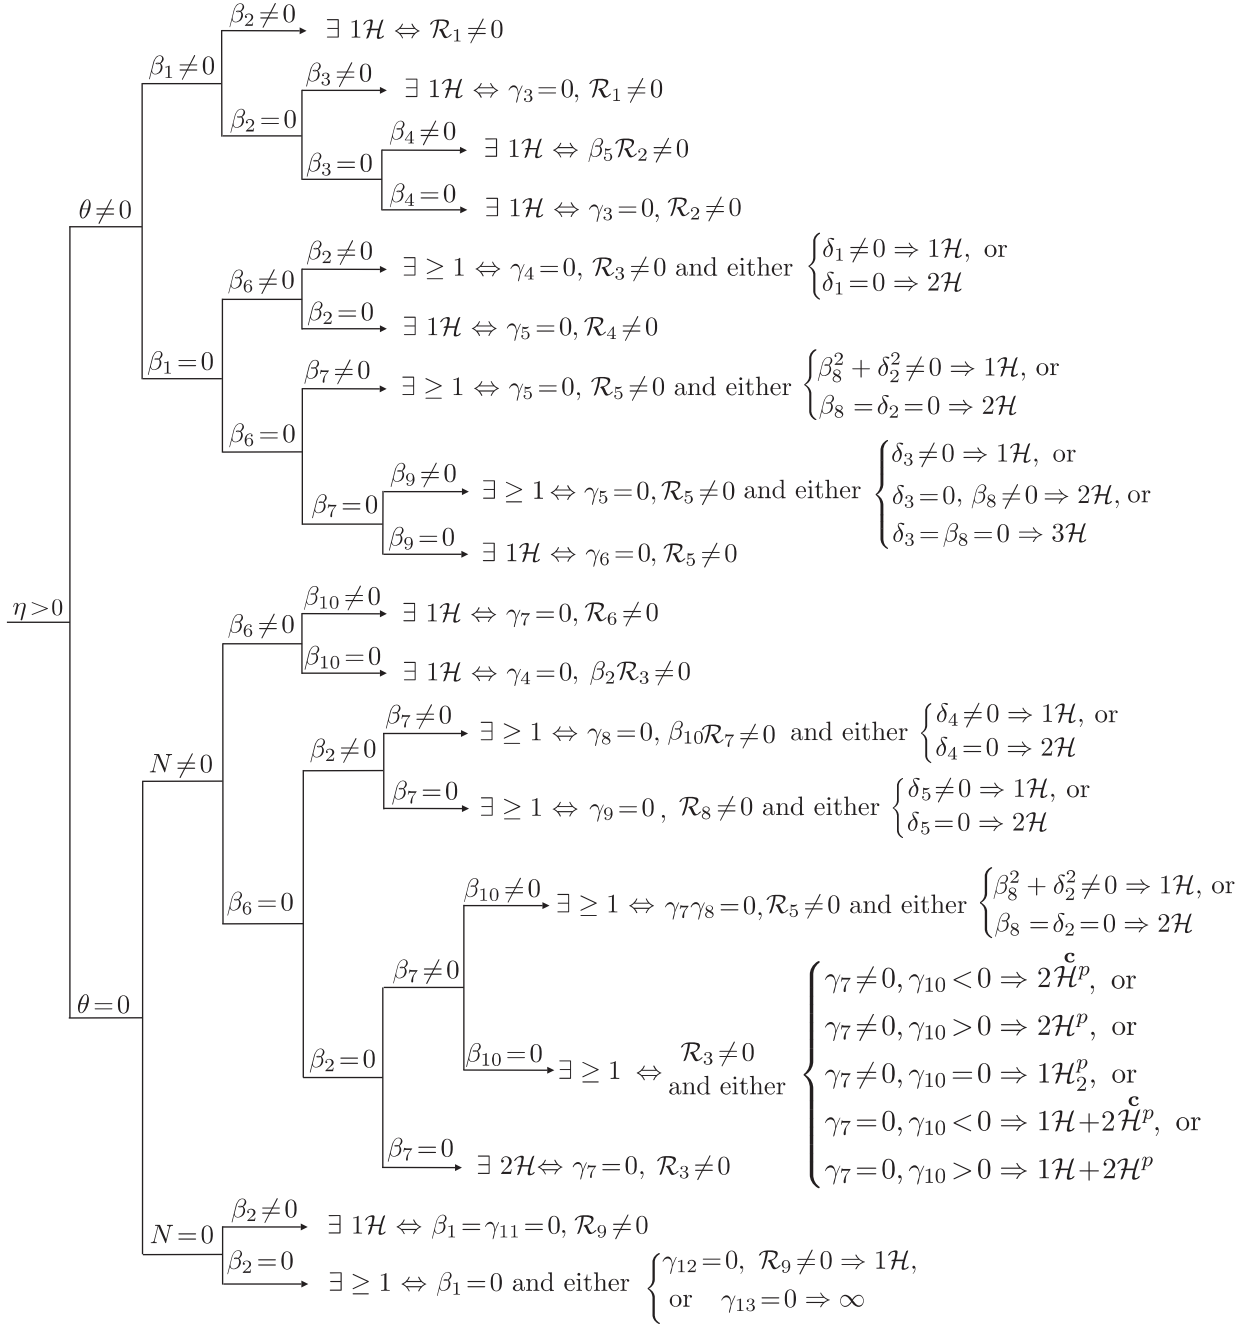 β₂≠0
∃ 1ℋ ⇔ ℛ₁≠0
β₁≠0
β₃≠0
∃ 1ℋ ⇔ γ₃=0, ℛ₁≠0
β₂=0
β₄≠0
∃ 1ℋ ⇔ β₅ℛ₂≠0
β₃=0
β₄=0
∃ 1ℋ ⇔ γ₃=0, ℛ₂≠0
θ≠0
β₂≠0
∃ ≥ 1 ⇔ γ₄=0, ℛ₃≠0 and either
δ₁≠0 ⇒ 1ℋ, or
δ₁=0 ⇒ 2ℋ
β₆≠0
β₂=0
∃ 1ℋ ⇔ γ₅=0, ℛ₄≠0
β₁=0
β₇≠0
∃ ≥ 1 ⇔ γ₅=0, ℛ₅≠0 and either
β₈² + δ₂² ≠0 ⇒ 1ℋ, or
β₈ = δ₂=0 ⇒ 2ℋ
β₆=0
β₉≠0
∃ ≥ 1 ⇔ γ₅=0, ℛ₅≠0 and either
δ₃≠0 ⇒ 1ℋ, or
δ₃=0, β₈≠0 ⇒ 2ℋ, or
δ₃=β₈=0 ⇒ 3ℋ
β₇=0
β₉=0
∃ 1ℋ ⇔ γ₆=0, ℛ₅≠0
η>0
β₁₀≠0
∃ 1ℋ ⇔ γ₇=0, ℛ₆≠0
β₆≠0
β₁₀=0
∃ 1ℋ ⇔ γ₄=0, β₂ℛ₃≠0
N≠0
β₇≠0
∃ ≥ 1 ⇔ γ₈=0, β₁₀ℛ₇≠0 and either
δ₄≠0 ⇒ 1ℋ, or
δ₄=0 ⇒ 2ℋ
β₂≠0
β₇=0
∃ ≥ 1 ⇔ γ₉=0, ℛ₈≠0 and either
δ₅≠0 ⇒ 1ℋ, or
δ₅=0 ⇒ 2ℋ
β₆=0
β₁₀≠0
∃ ≥ 1 ⇔ γ₇γ₈=0, ℛ₅≠0 and either
β₈² + δ₂² ≠0 ⇒ 1ℋ, or
β₈ = δ₂=0 ⇒ 2ℋ
β₇≠0
θ=0
β₂=0
β₁₀=0
∃ ≥ 1 ⇔
ℛ₃≠0
and either
γ₇≠0, γ₁₀<0 ⇒ 2ℋᶜᵖ, or
γ₇≠0, γ₁₀>0 ⇒ 2ℋᵖ, or
γ₇≠0, γ₁₀=0 ⇒ 1ℋ₂ᵖ, or
γ₇=0, γ₁₀<0 ⇒ 1ℋ+2ℋᶜᵖ, or
γ₇=0, γ₁₀>0 ⇒ 1ℋ+2ℋᵖ
β₇=0
∃ 2ℋ ⇔ γ₇=0, ℛ₃≠0
N=0
β₂≠0
∃ 1ℋ ⇔ β₁=γ₁₁=0, ℛ₉≠0
β₂=0
∃ ≥ 1 ⇔ β₁=0 and either
γ₁₂=0, ℛ₉≠0 ⇒ 1ℋ,
or γ₁₃=0 ⇒ ∞